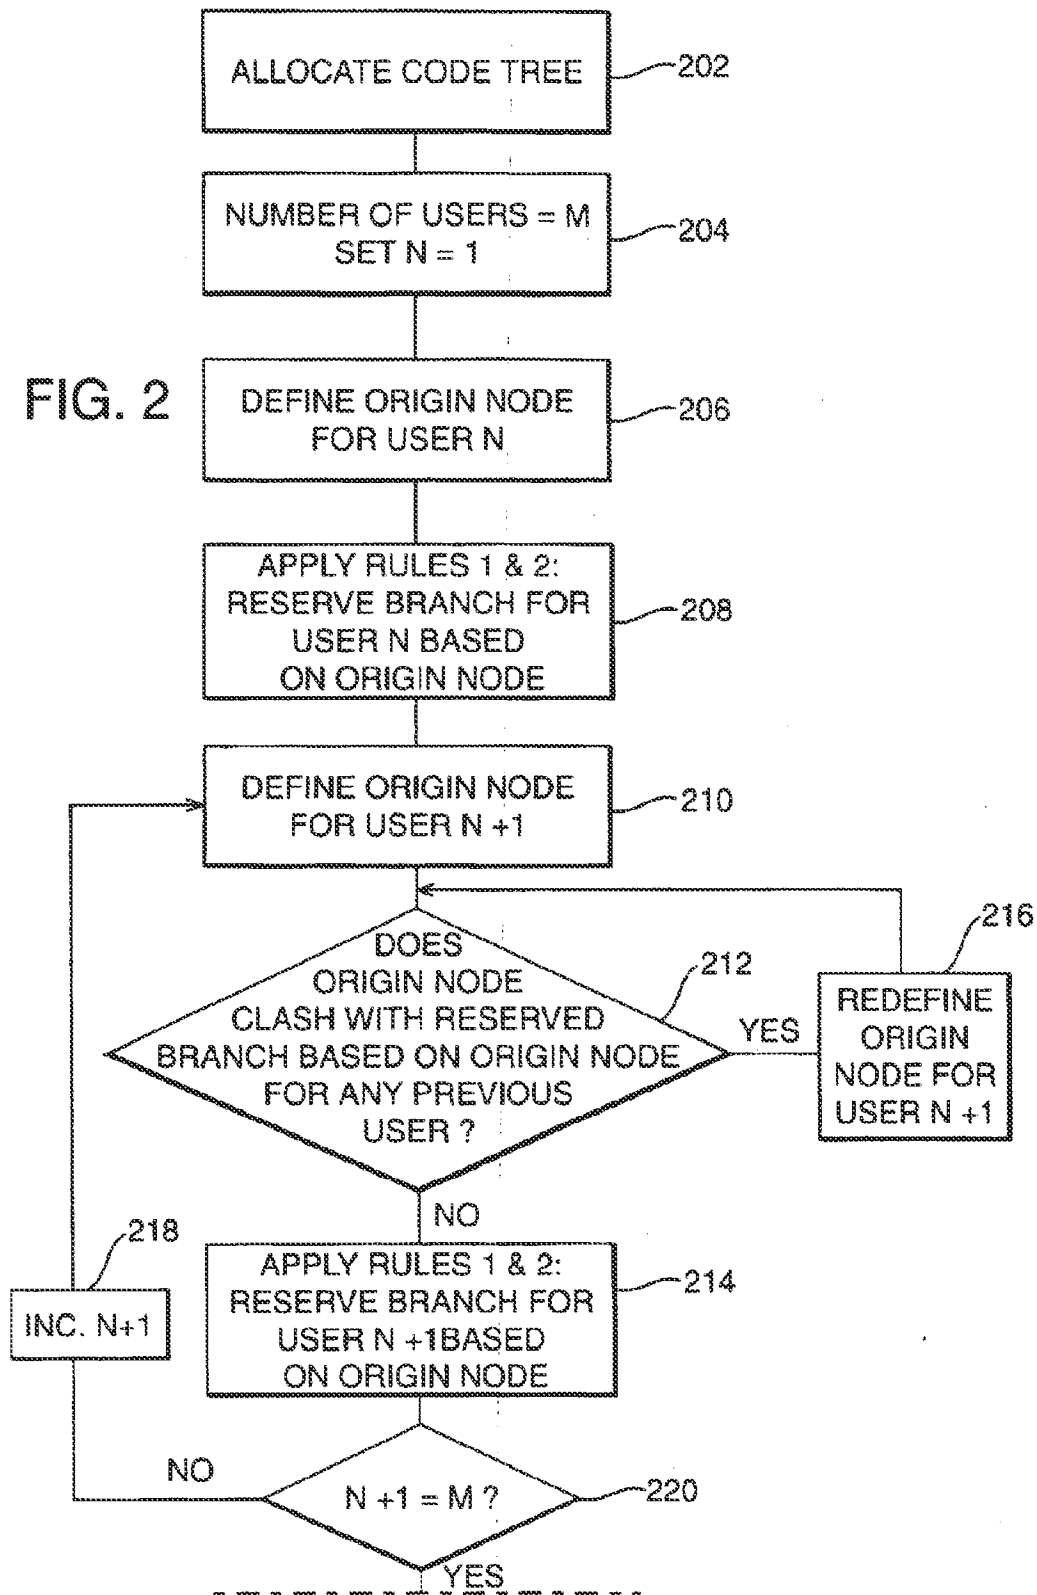 ALLOCATE CODE TREE
202
NUMBER OF USERS = M
SET N = 1
204
FIG. 2
DEFINE ORIGIN NODE
FOR USER N
206
APPLY RULES 1 & 2:
RESERVE BRANCH FOR
USER N BASED
ON ORIGIN NODE
208
DEFINE ORIGIN NODE
FOR USER N +1
210
DOES
ORIGIN NODE
CLASH WITH RESERVED
BRANCH BASED ON ORIGIN NODE
FOR ANY PREVIOUS
USER ?
212
YES
216
REDEFINE
ORIGIN
NODE FOR
USER N +1
NO
218
INC. N+1
APPLY RULES 1 & 2:
RESERVE BRANCH FOR
USER N +1BASED
ON ORIGIN NODE
214
NO
N +1 = M ?
220
YES